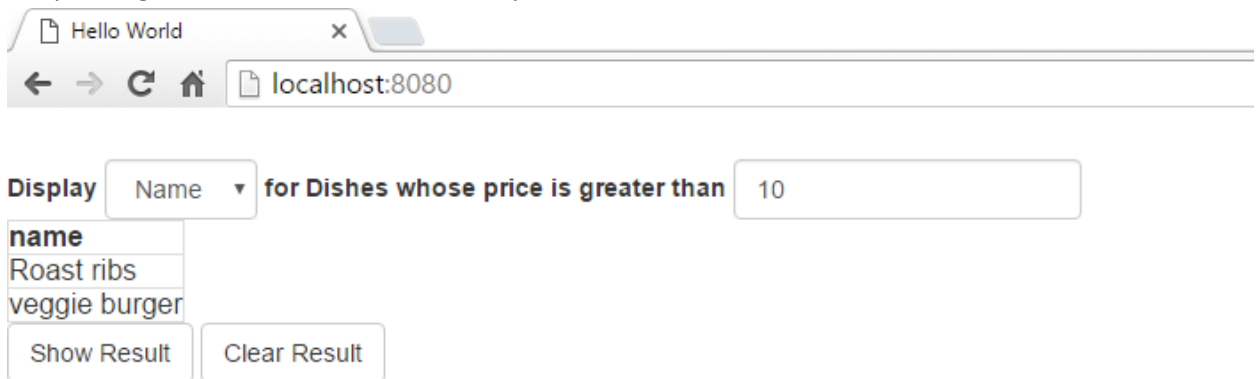 Hello World
localhost:8080
Display Name for Dishes whose price is greater than 10
name
Roast ribs
veggie burger
Show Result Clear Result